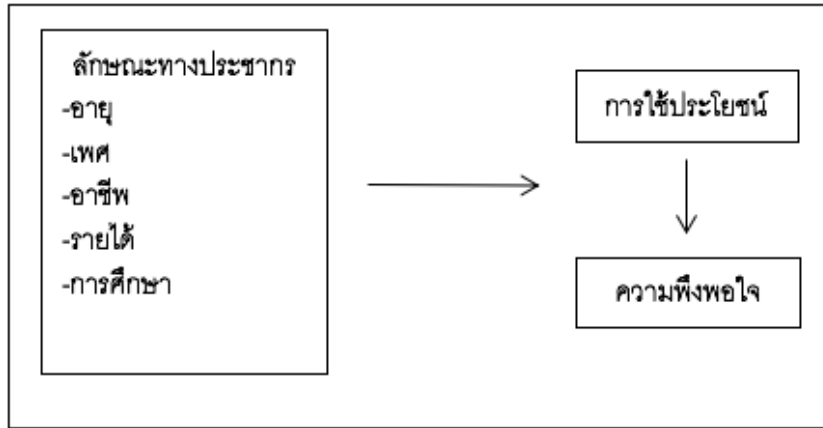 ลักษณะทางประชากร
-อายุ
-เพศ
-อาชีพ
-รายได้
-การศึกษา
การใช้ประโยชน์
ความพึงพอใจ